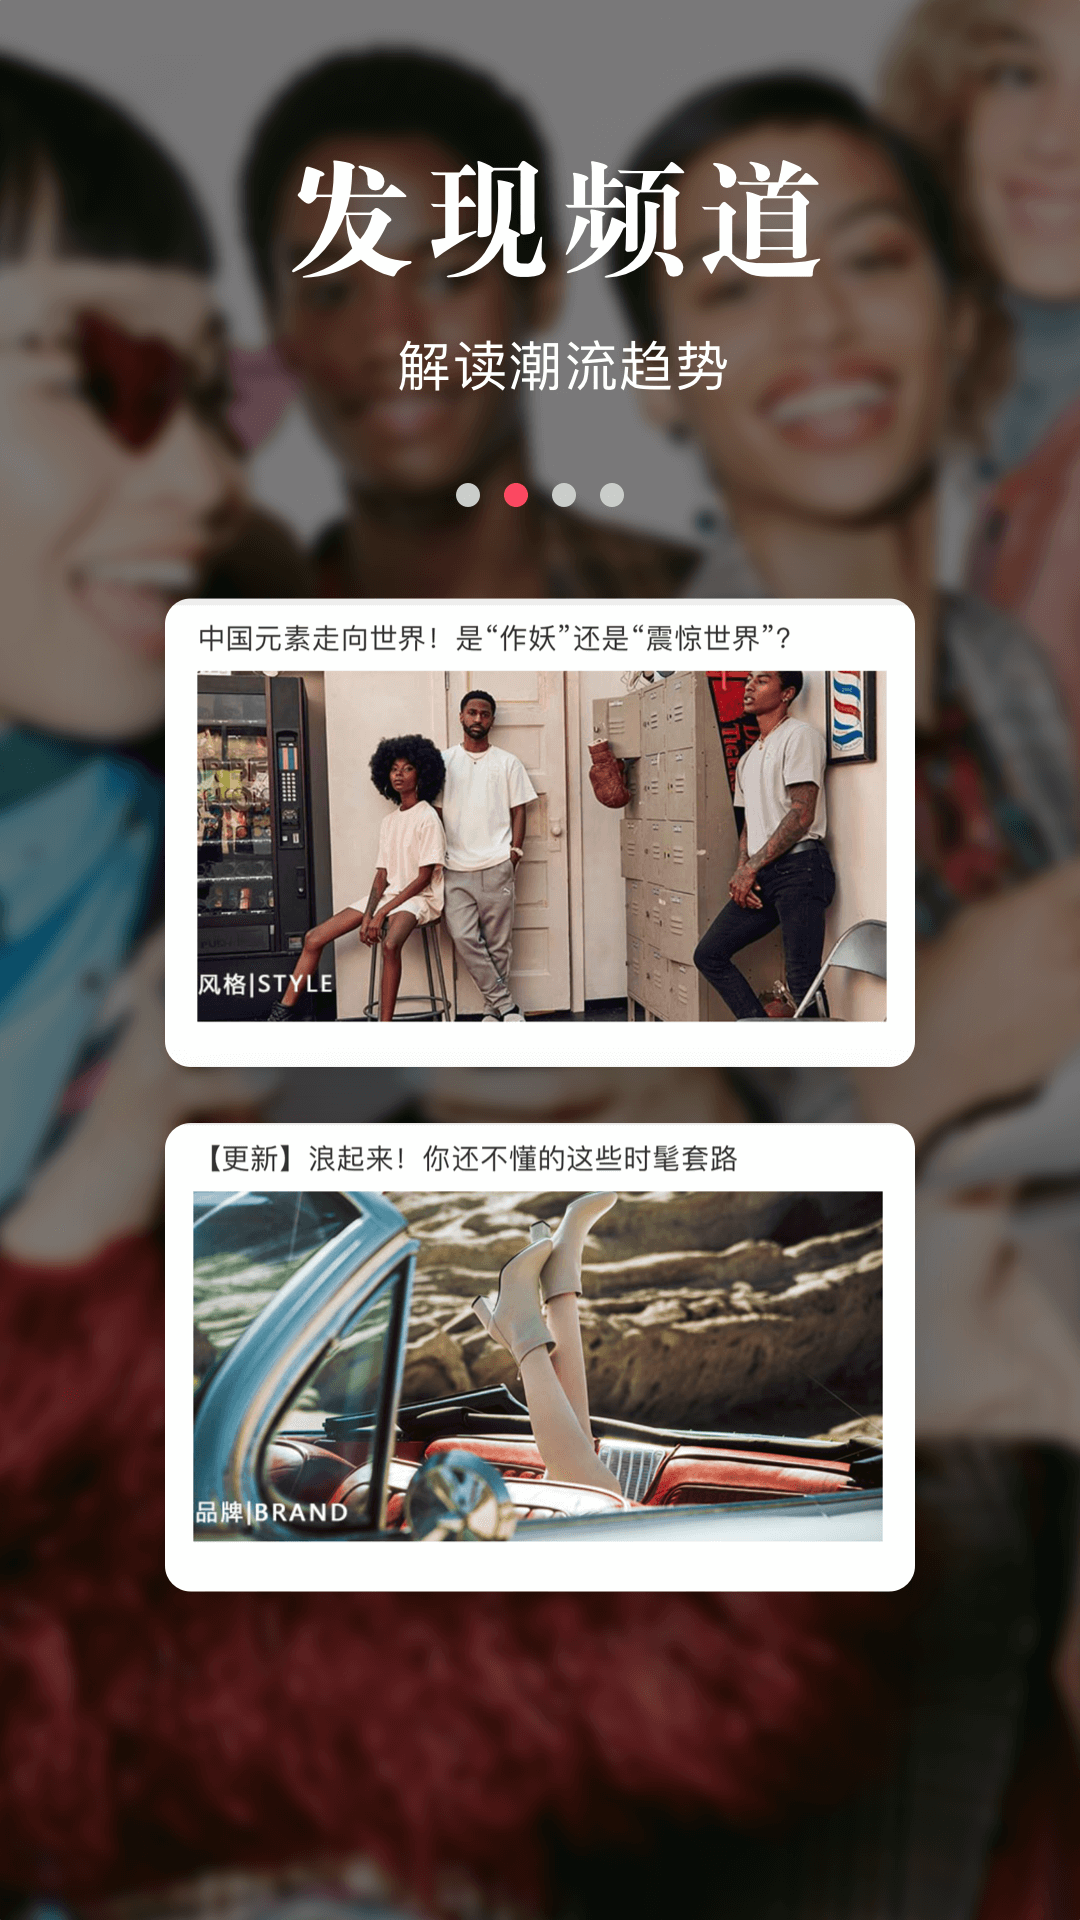 发现频道
解读潮流趋势
中国元素走向世界！是“作妖”还是“震惊世界”？
风格|STYLE
【更新】浪起来！你还不懂的这些时髦套路
品牌|BRAND